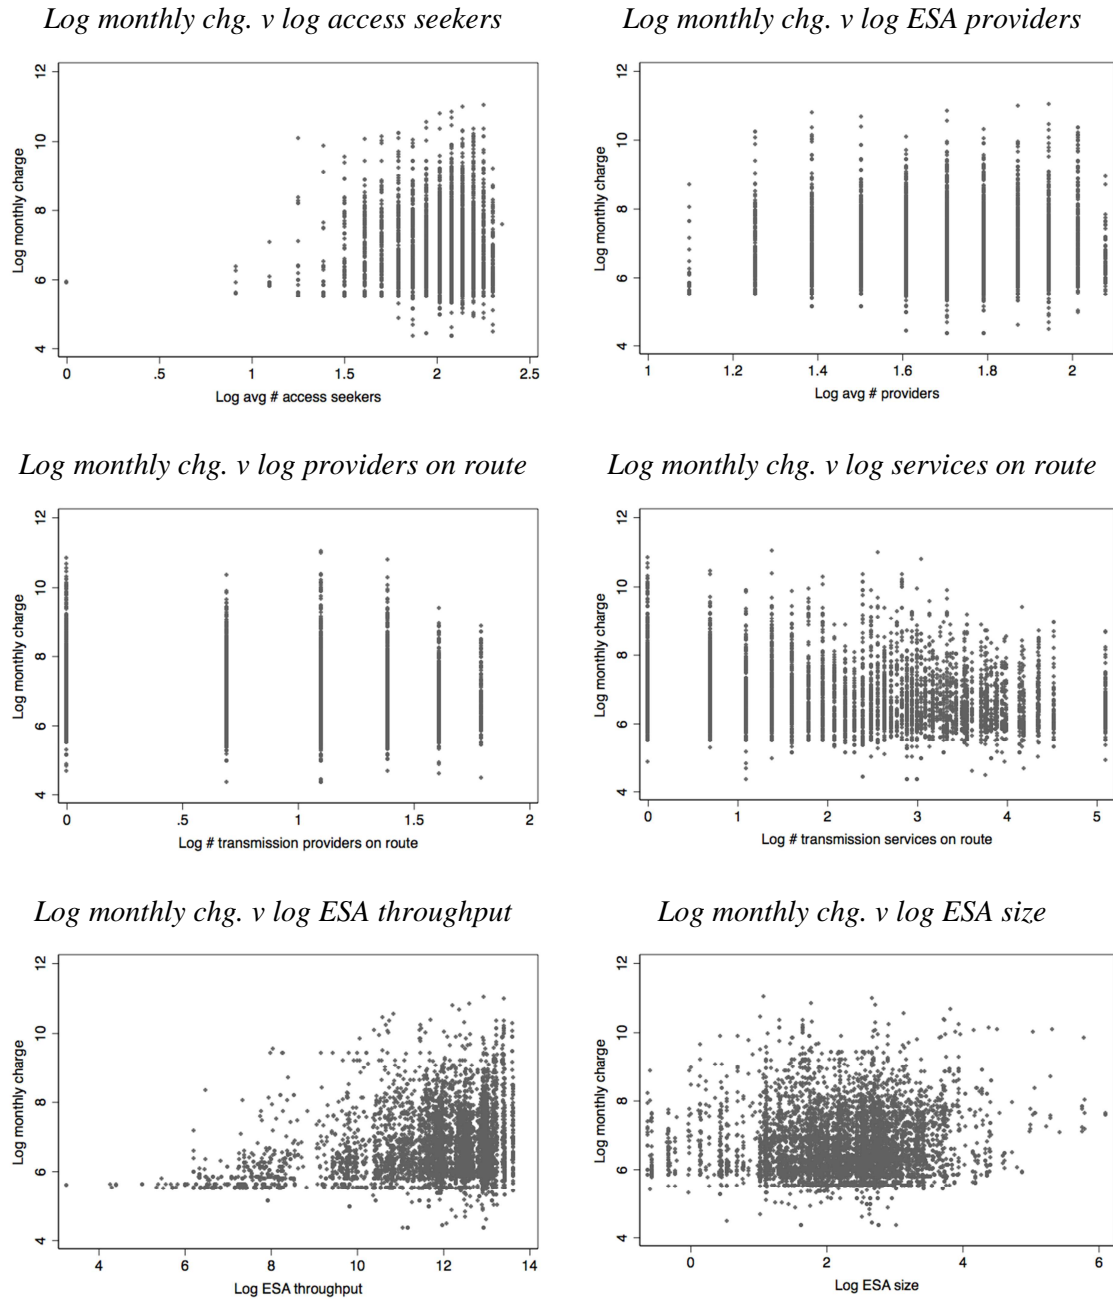 Log monthly chg. v log access seekers
Log monthly chg. v log ESA providers
12
10
8
6
4
Log monthly charge
0 .5 1 1.5 2 2.5
Log avg # access seekers
12
10
8
6
4
Log monthly charge
1 1.2 1.4 1.6 1.8 2
Log avg # providers
Log monthly chg. v log providers on route
Log monthly chg. v log services on route
12
10
8
6
4
Log monthly charge
0 .5 1 1.5 2
Log # transmission providers on route
12
10
8
6
4
Log monthly charge
0 1 2 3 4 5
Log # transmission services on route
Log monthly chg. v log ESA throughput
Log monthly chg. v log ESA size
12
10
8
6
4
Log monthly charge
4 6 8 10 12 14
Log ESA throughput
12
10
8
6
4
Log monthly charge
0 2 4 6
Log ESA size